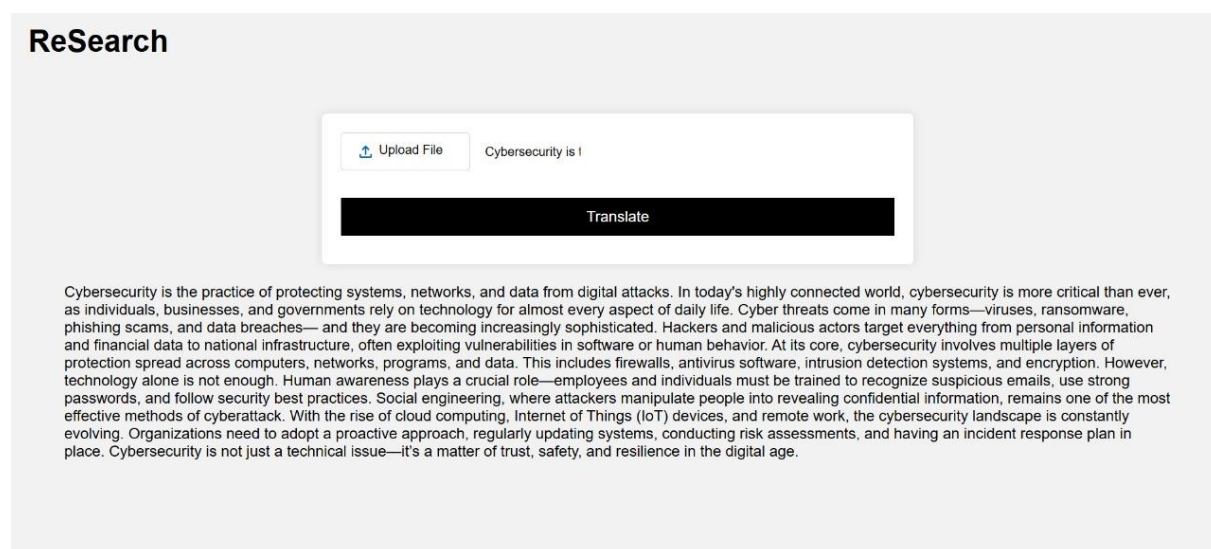 ReSearch
Upload File
Cybersecurity is
Translate
Cybersecurity is the practice of protecting systems, networks, and data from digital attacks. In today's highly connected world, cybersecurity is more critical than ever,
as individuals, businesses, and governments rely on technology for almost every aspect of daily life. Cyber threats come in many forms—viruses, ransomware,
phishing scams, and data breaches— and they are becoming increasingly sophisticated. Hackers and malicious actors target everything from personal information
and financial data to national infrastructure, often exploiting vulnerabilities in software or human behavior. At its core, cybersecurity involves multiple layers of
protection spread across computers, networks, programs, and data. This includes firewalls, antivirus software, intrusion detection systems, and encryption. However,
technology alone is not enough. Human awareness plays a crucial role—employees and individuals must be trained to recognize suspicious emails, use strong
passwords, and follow security best practices. Social engineering, where attackers manipulate people into revealing confidential information, remains one of the most
effective methods of cyberattack. With the rise of cloud computing, Internet of Things (IoT) devices, and remote work, the cybersecurity landscape is constantly
evolving. Organizations need to adopt a proactive approach, regularly updating systems, conducting risk assessments, and having an incident response plan in
place. Cybersecurity is not just a technical issue—it's a matter of trust, safety, and resilience in the digital age.